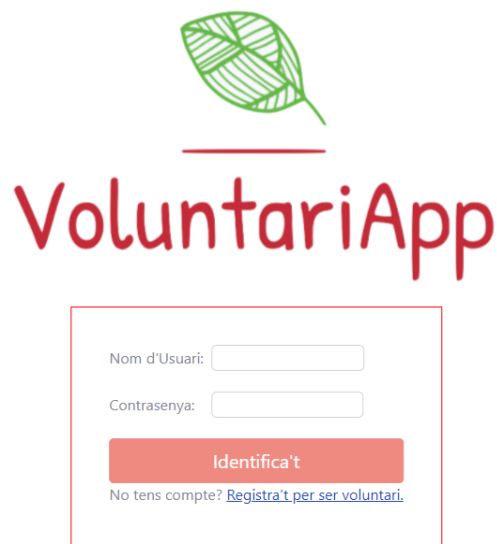 VoluntariApp
Nom d'Usuari:
Contrasenya:
Identifica't
No tens compte? Registra't per ser voluntari.